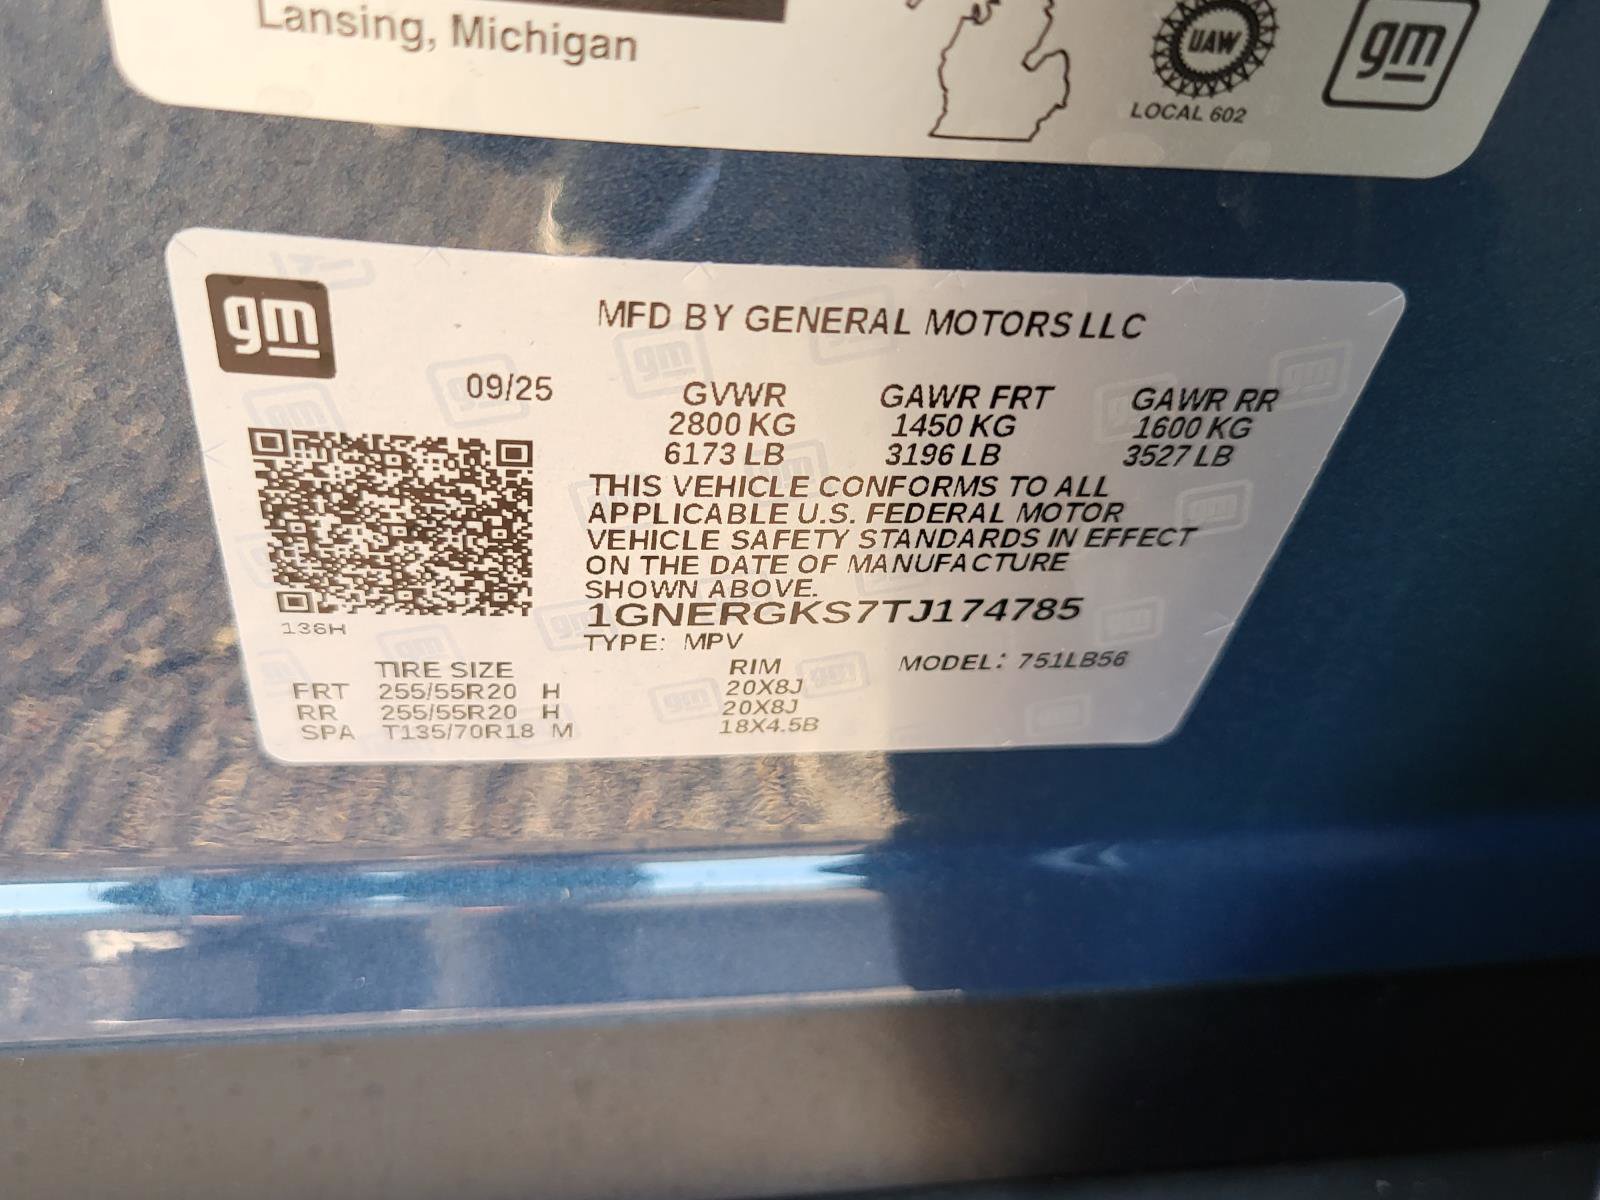 Lansing, Michigan
UAW
LOCAL 602
gm
gm
MFD BY GENERAL MOTORS LLC
09/25
GVWR GAWR FRT GAWR RR
2800 KG 1450 KG 1600 KG
6173 LB 3196 LB 3527 LB
THIS VEHICLE CONFORMS TO ALL
APPLICABLE U.S. FEDERAL MOTOR
VEHICLE SAFETY STANDARDS IN EFFECT
ON THE DATE OF MANUFACTURE
SHOWN ABOVE.
1GNERGKS7TJ174785
136H
TYPE: MPV
TIRE SIZE RIM MODEL: 751LB56
FRT 255/55R20 H 20X8J
RR 255/55R20 H 20X8J
SPA T135/70R18 M 18X4.5B